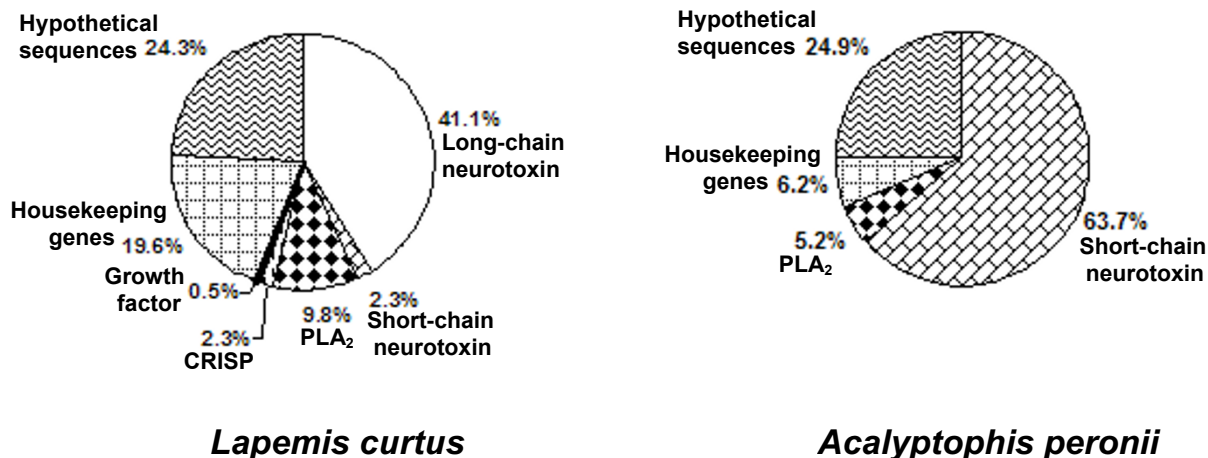 Hypothetical
sequences 24.3%
41.1%
Long-chain
neurotoxin
Housekeeping
genes 19.6%
Growth
factor 0.5%
2.3%
CRISP
9.8%
PLA₂
2.3%
Short-chain
neurotoxin
Lapemis curtus
Hypothetical
sequences 24.9%
Housekeeping
genes 6.2%
5.2%
PLA₂
63.7%
Short-chain
neurotoxin
Acalyptophis peronii